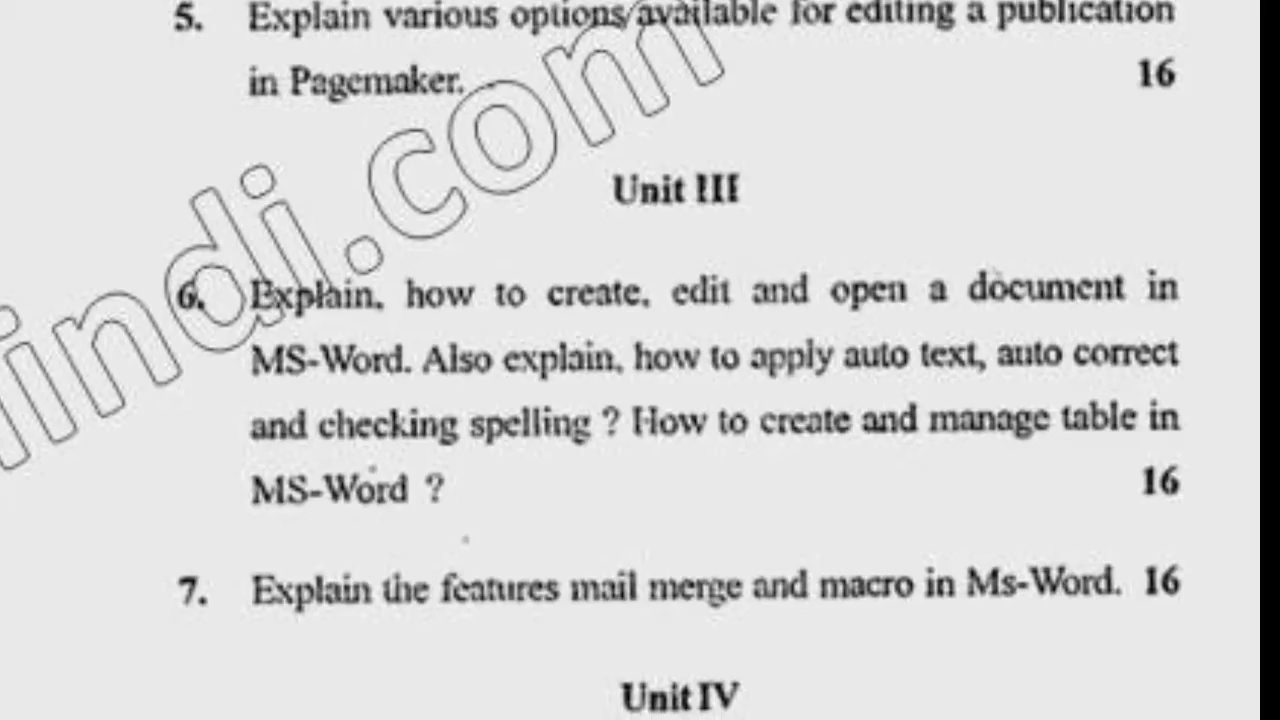 5. Explain various options available for editing a publication
in Pagemaker. 16
Unit III
6. Explain, how to create, edit and open a document in
MS-Word. Also explain, how to apply auto text, auto correct
and checking spelling ? How to create and manage table in
MS-Word ? 16
7. Explain the features mail merge and macro in Ms-Word. 16
Unit IV
indi.com